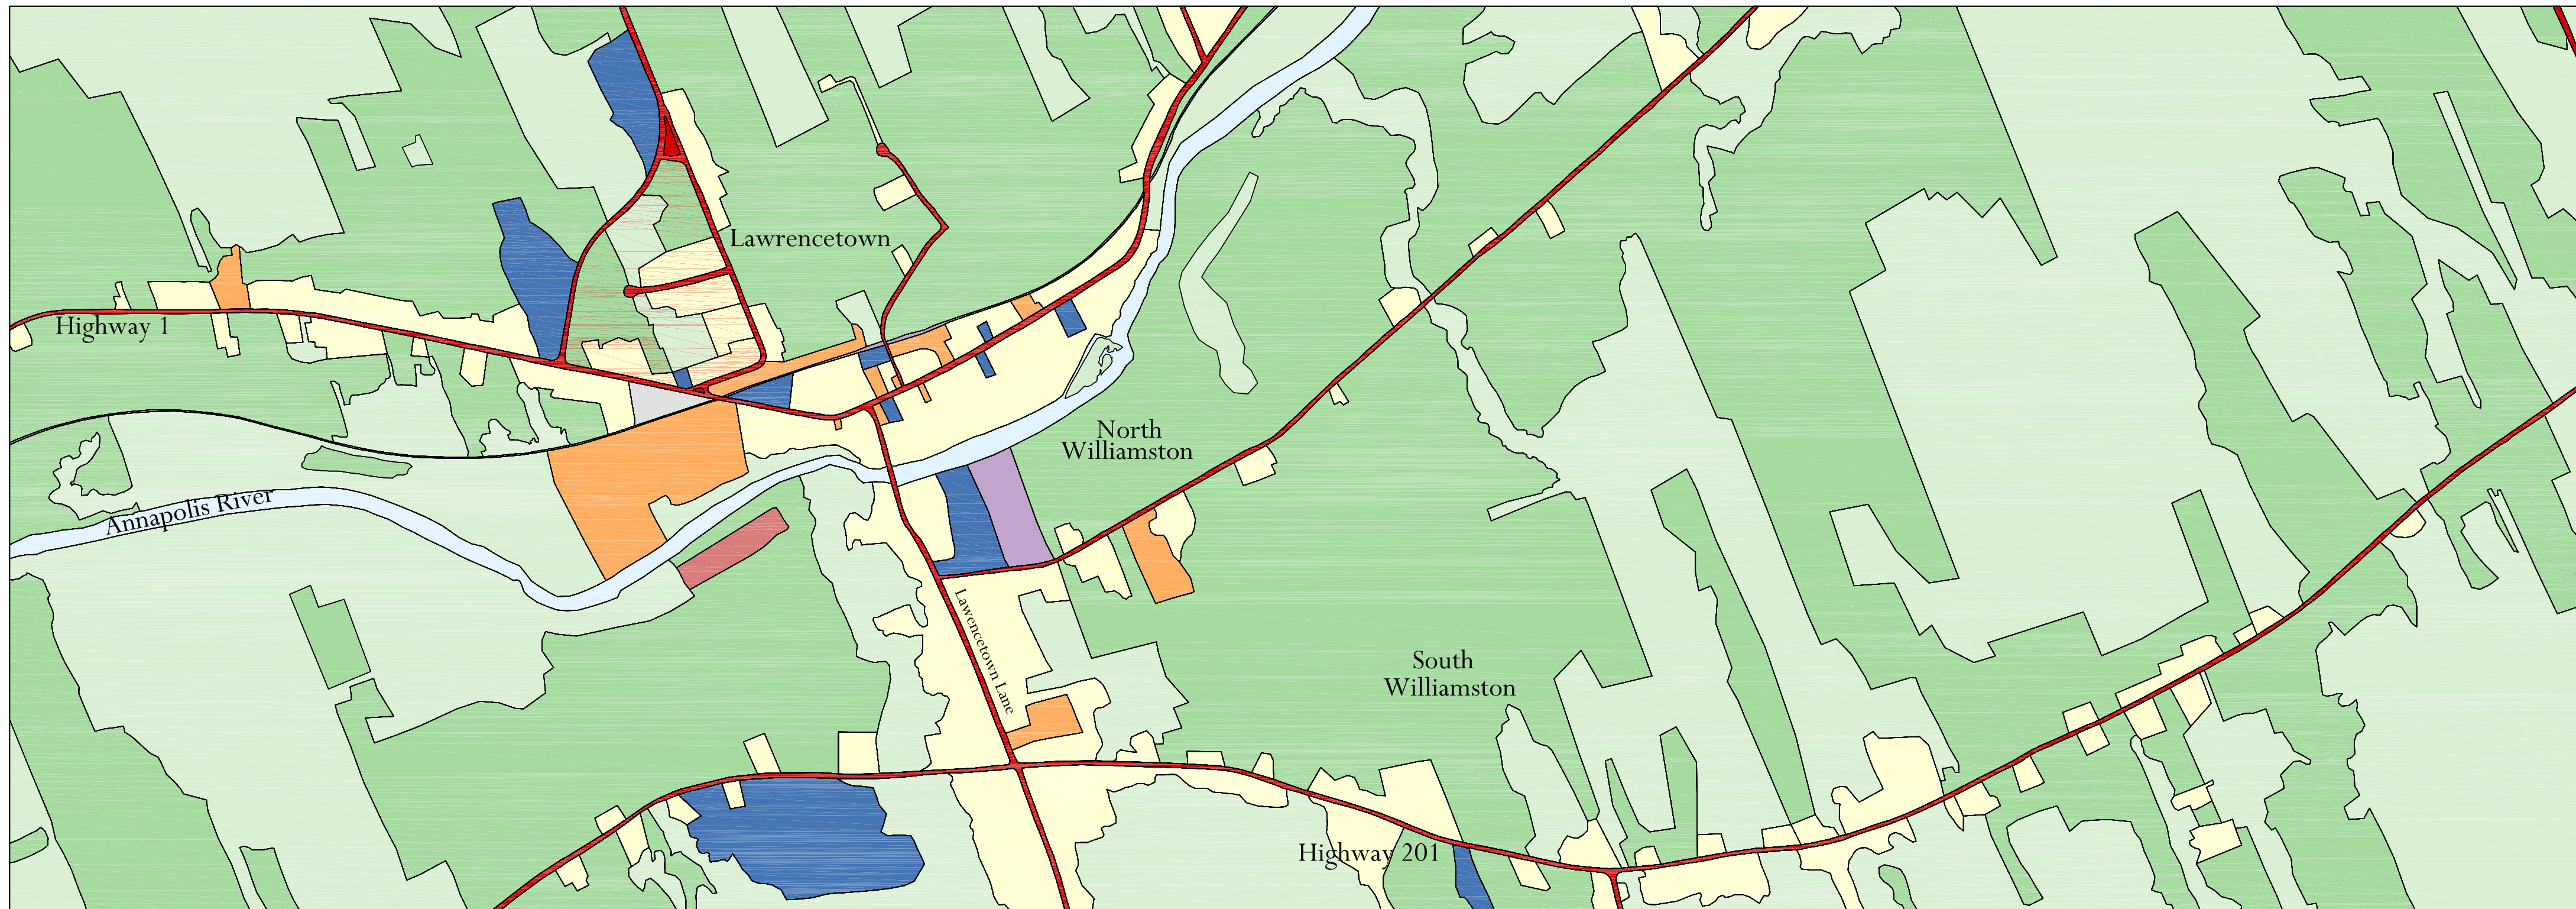 Lawrencetown
Highway 1
North
Williamston
Annapolis River
Lawencetown Lane
South
Williamston
Highway 201